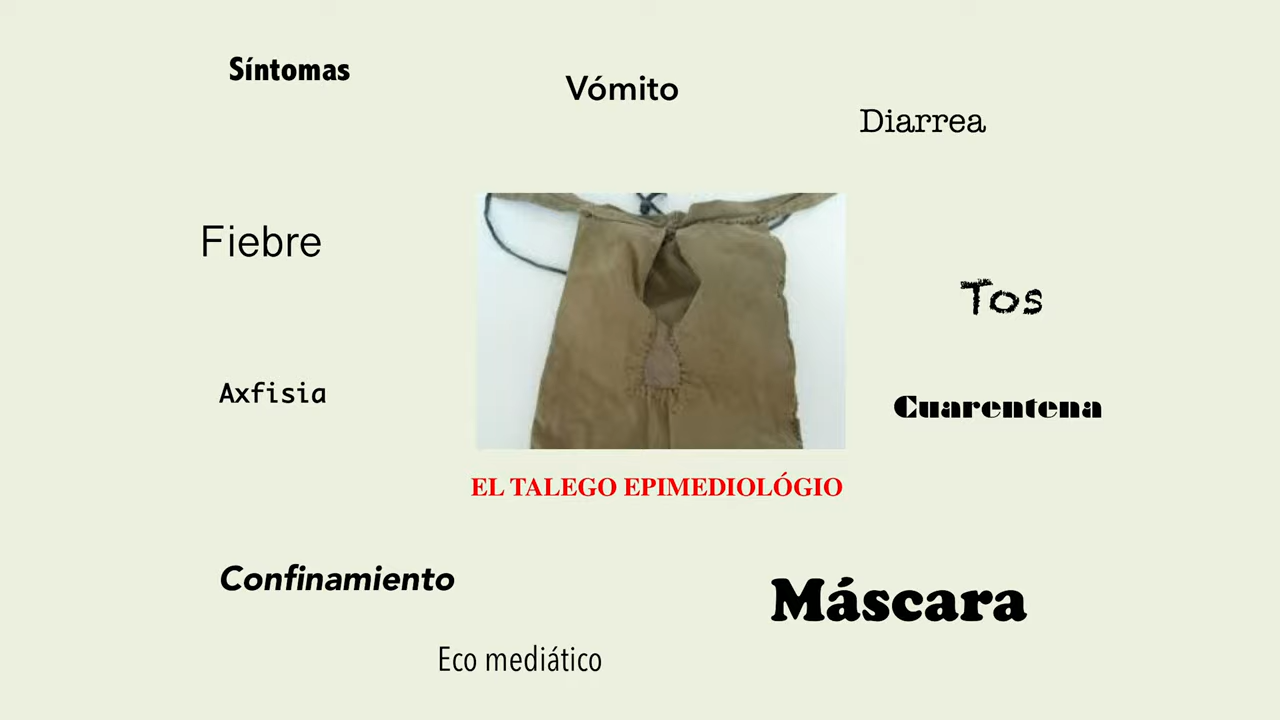 Síntomas
Vómito
Diarrea
Fiebre
Tos
Axfisia
Cuarentena
EL TALEGO EPIMEDIOLÓGIO
Confinamiento
Máscara
Eco mediático